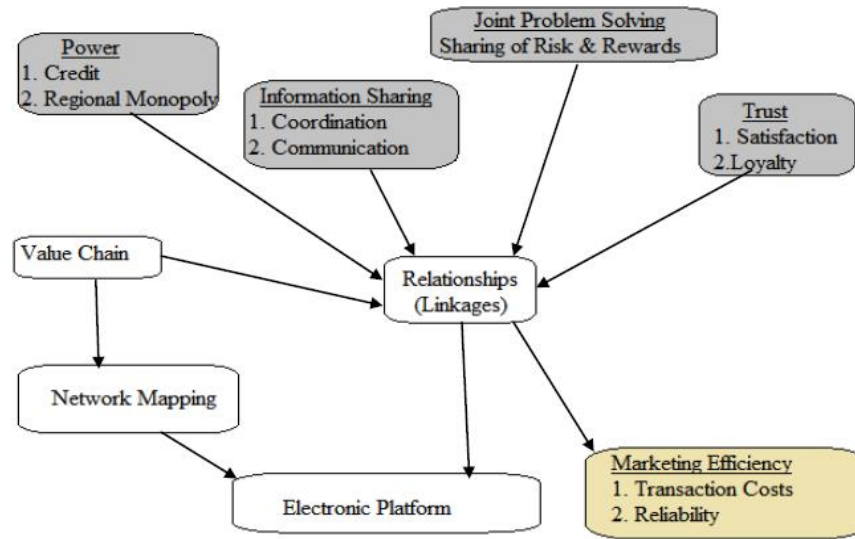 Power
1. Credit
2. Regional Monopoly
Information Sharing
1. Coordination
2. Communication
Joint Problem Solving
Sharing of Risk & Rewards
Trust
1. Satisfaction
2.Loyalty
Value Chain
Relationships
(Linkages)
Network Mapping
Electronic Platform
Marketing Efficiency
1. Transaction Costs
2. Reliability